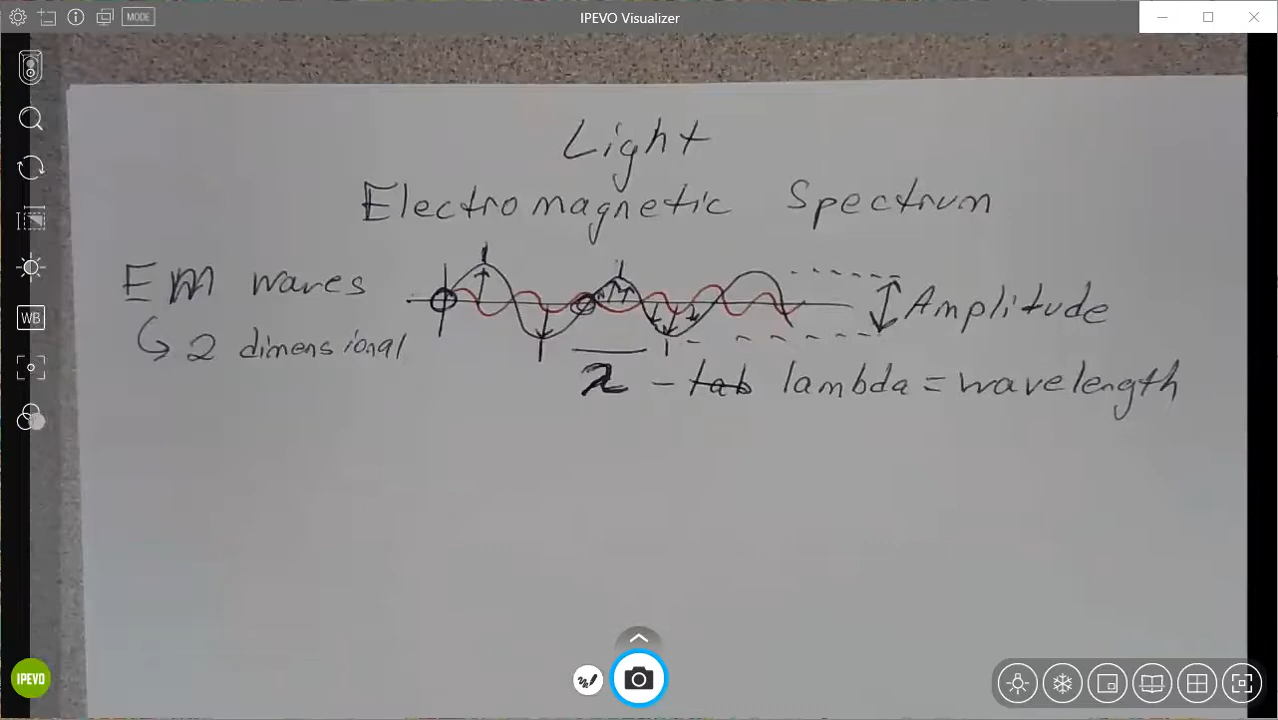 MODE
IPEVO Visualizer
Light
Electromagnetic Spectrum
EM waves
Amplitude
↳ 2 dimensional
λ - tab lambda = wavelength
WB
IPEVO